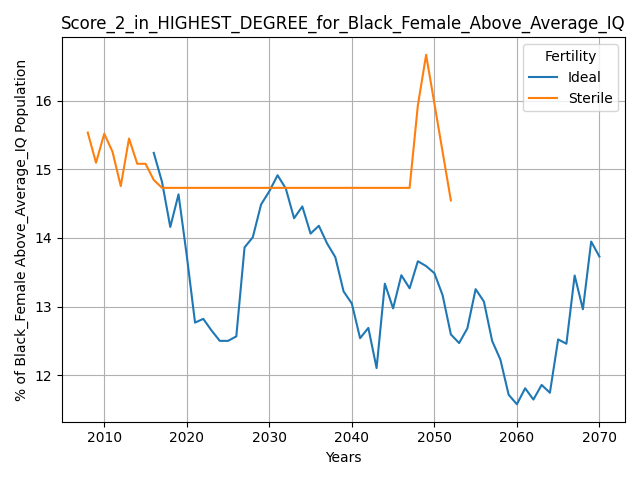 Score_2_in_HIGHEST_DEGREE_for_Black_Female_Above_Average_IQ
Fertility
Ideal
Sterile
% of Black_Female Above_Average_IQ Population
16
15
14
13
12
2010 2020 2030 2040 2050 2060 2070
Years